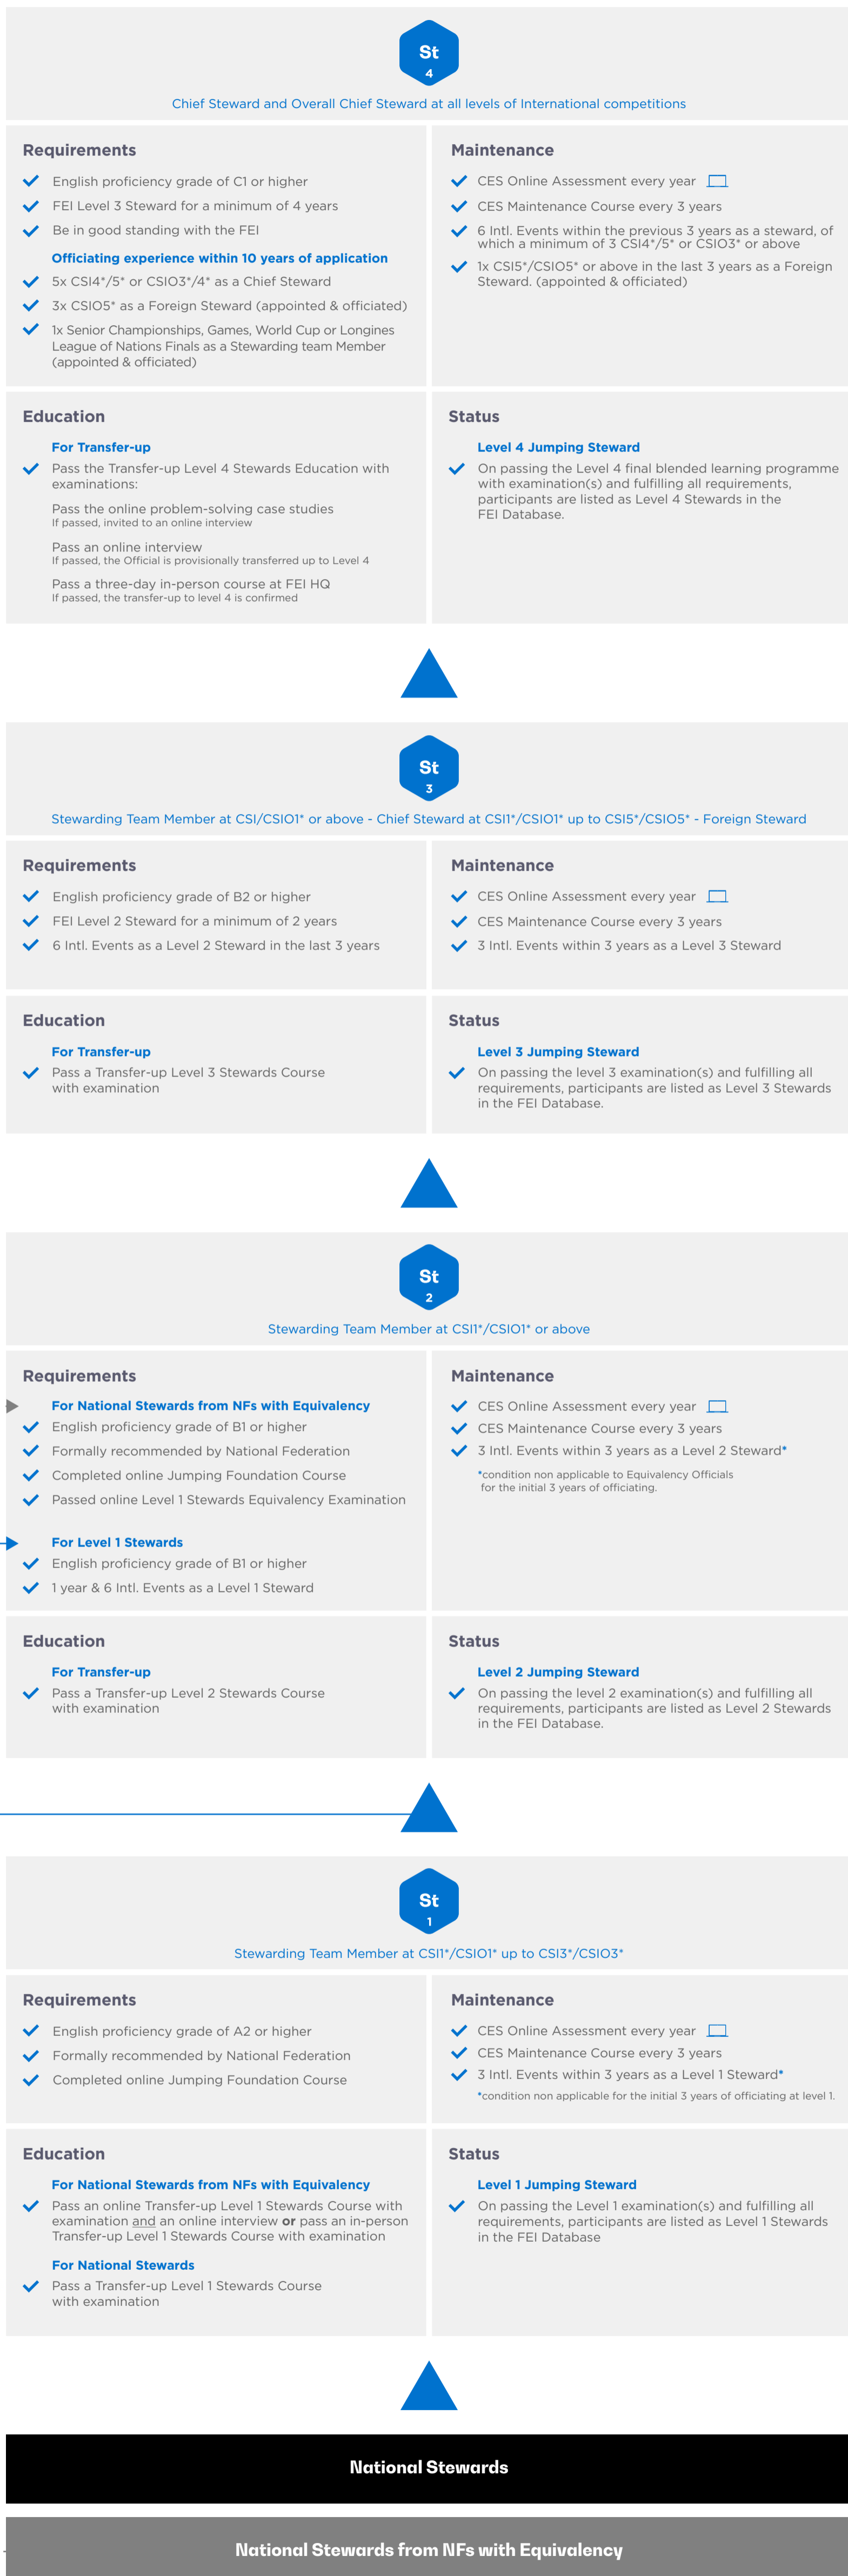 St
4
Chief Steward and Overall Chief Steward at all levels of International competitions
Requirements
English proficiency grade of C1 or higher
FEI Level 3 Steward for a minimum of 4 years
Be in good standing with the FEI
Officiating experience within 10 years of application
5x CSI4*/5* or CSIO3*/4* as a Chief Steward
3x CSIO5* as a Foreign Steward (appointed & officiated)
1x Senior Championships, Games, World Cup or Longines
League of Nations Finals as a Stewarding team Member
(appointed & officiated)
Maintenance
CES Online Assessment every year
CES Maintenance Course every 3 years
6 Intl. Events within the previous 3 years as a steward, of
which a minimum of 3 CSI4*/5* or CSIO3* or above
1x CSI5*/CSIO5* or above in the last 3 years as a Foreign
Steward. (appointed & officiated)
Education
For Transfer-up
Pass the Transfer-up Level 4 Stewards Education with
examinations:
Pass the online problem-solving case studies
If passed, invited to an online interview
Pass an online interview
If passed, the Official is provisionally transferred up to Level 4
Pass a three-day in-person course at FEI HQ
If passed, the transfer-up to level 4 is confirmed
Status
Level 4 Jumping Steward
On passing the Level 4 final blended learning programme
with examination(s) and fulfilling all requirements,
participants are listed as Level 4 Stewards in the
FEI Database.
St
3
Stewarding Team Member at CSI/CSIO1* or above - Chief Steward at CSI1*/CSIO1* up to CSI5*/CSIO5* - Foreign Steward
Requirements
English proficiency grade of B2 or higher
FEI Level 2 Steward for a minimum of 2 years
6 Intl. Events as a Level 2 Steward in the last 3 years
Maintenance
CES Online Assessment every year
CES Maintenance Course every 3 years
3 Intl. Events within 3 years as a Level 3 Steward
Education
For Transfer-up
Pass a Transfer-up Level 3 Stewards Course
with examination
Status
Level 3 Jumping Steward
On passing the level 3 examination(s) and fulfilling all
requirements, participants are listed as Level 3 Stewards
in the FEI Database.
St
2
Stewarding Team Member at CSI1*/CSIO1* or above
Requirements
For National Stewards from NFs with Equivalency
English proficiency grade of B1 or higher
Formally recommended by National Federation
Completed online Jumping Foundation Course
Passed online Level 1 Stewards Equivalency Examination
For Level 1 Stewards
English proficiency grade of B1 or higher
1 year & 6 Intl. Events as a Level 1 Steward
Maintenance
CES Online Assessment every year
CES Maintenance Course every 3 years
3 Intl. Events within 3 years as a Level 2 Steward*
*condition non applicable to Equivalency Officials
for the initial 3 years of officiating.
Education
For Transfer-up
Pass a Transfer-up Level 2 Stewards Course
with examination
Status
Level 2 Jumping Steward
On passing the level 2 examination(s) and fulfilling all
requirements, participants are listed as Level 2 Stewards
in the FEI Database.
St
1
Stewarding Team Member at CSI1*/CSIO1* up to CSI3*/CSIO3*
Requirements
English proficiency grade of A2 or higher
Formally recommended by National Federation
Completed online Jumping Foundation Course
Maintenance
CES Online Assessment every year
CES Maintenance Course every 3 years
3 Intl. Events within 3 years as a Level 1 Steward*
*condition non applicable for the initial 3 years of officiating at level 1.
Education
For National Stewards from NFs with Equivalency
Pass an online Transfer-up Level 1 Stewards Course with
examination and an online interview or pass an in-person
Transfer-up Level 1 Stewards Course with examination
For National Stewards
Pass a Transfer-up Level 1 Stewards Course
with examination
Status
Level 1 Jumping Steward
On passing the Level 1 examination(s) and fulfilling all
requirements, participants are listed as Level 1 Stewards
in the FEI Database
National Stewards
National Stewards from NFs with Equivalency